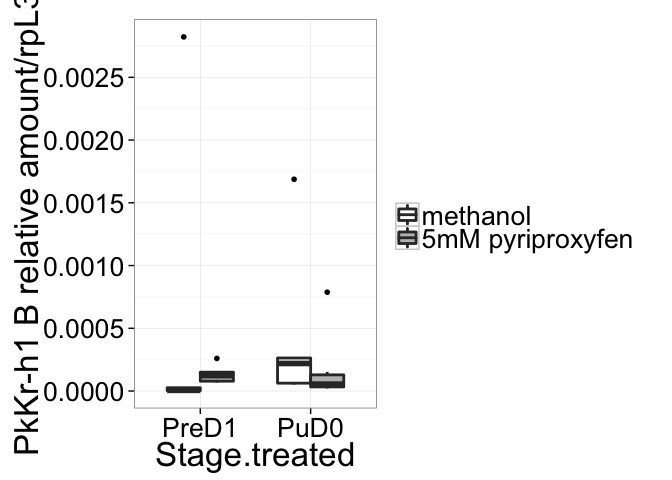 PkKr-h1 B relative amount/rpL3
0.0025
0.0020
0.0015
0.0010
0.0005
0.0000
PreD1 PuD0
Stage.treated
methanol
5mM pyriproxyfen